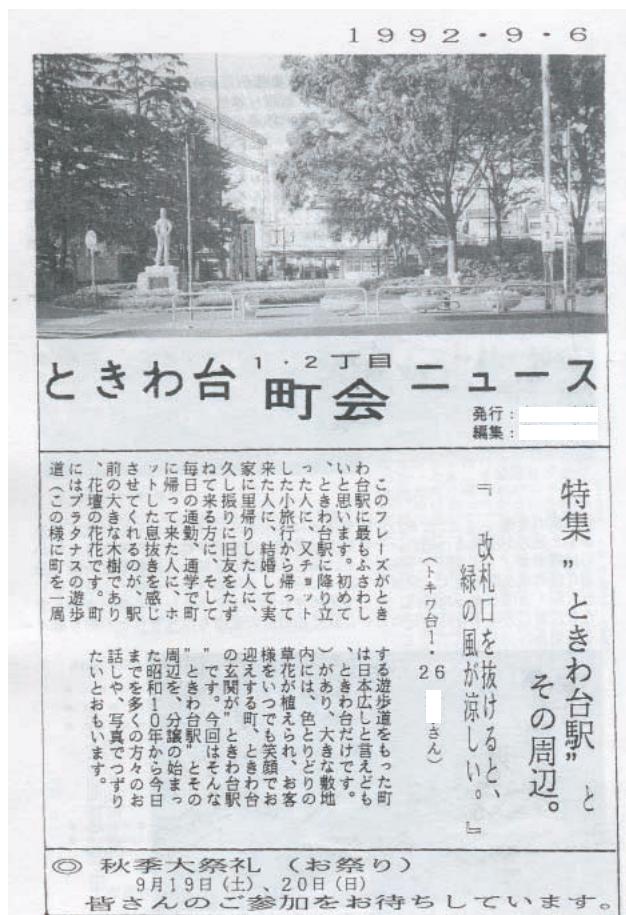 1992・9・6
ときわ台
1・2丁目
町会
ニュース
発行:
編集:
特集 ”ときわ台駅”と
その周辺。
『 改札口を抜けると、
緑の風が涼しい。』
(トキワ台1・26 さん)
このフレーズがとき
わ台駅に最もふさわし
いと思います。初めて
、ときわ台駅に降り立
った人に、又チョット
した小旅行から帰って
来た人に、結婚して実
家に里帰りした人に、
久し振りに旧友をたず
ねて来る方に、そして
毎日の通勤、通学で町
に帰って来た人に、ホ
ットした息抜きを感じ
させてくれるのが、駅
前の大きな木樹であり
、花壇の花花です。町
にはプラタナスの遊歩
道(この様に町を一周
する遊歩道をもった町
は日本広しと言えども
、ときわ台だけです。
)があり、大きな敷地
内には、色とりどりの
草花が植えられ、お客
様をいつでも笑顔でお
迎えする町、ときわ台
の玄関が”ときわ台駅
”です。今回はそんな
”ときわ台駅”とその
周辺を、分譲の始まっ
た昭和10年から今日
までを多くの方々のお
話しや、写真でつずり
たいとおもいます。
◎ 秋季大祭礼 (お祭り)
9月19日(土)、20日(日)
皆さんのご参加をお待ちしています。